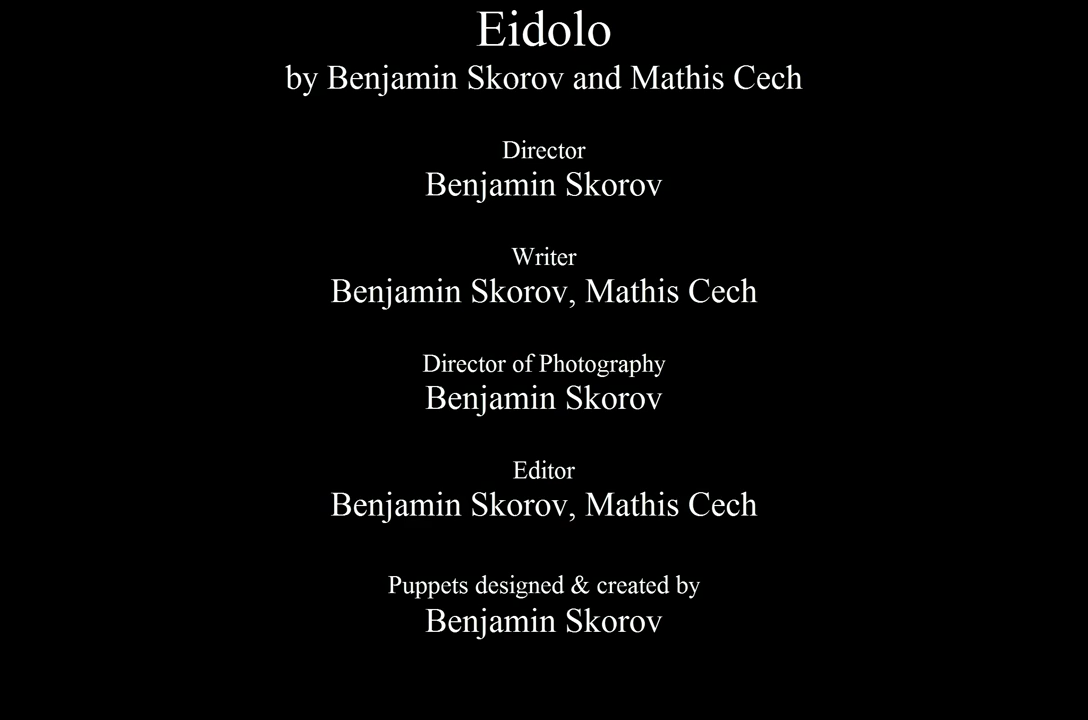 Eidolo
by Benjamin Skorov and Mathis Cech
Director
Benjamin Skorov
Writer
Benjamin Skorov, Mathis Cech
Director of Photography
Benjamin Skorov
Editor
Benjamin Skorov, Mathis Cech
Puppets designed & created by
Benjamin Skorov